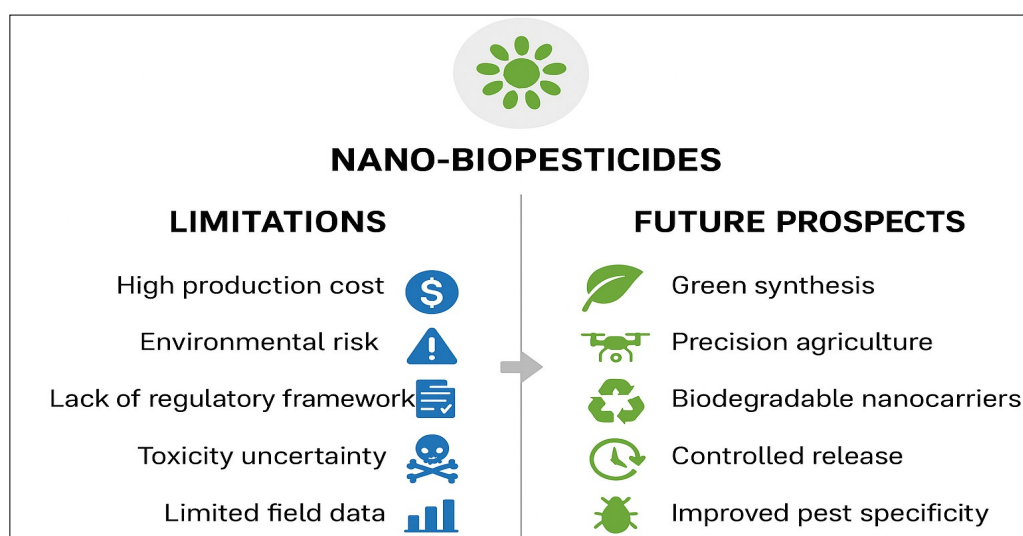 NANO-BIOPESTICIDES
LIMITATIONS
High production cost
$
Environmental risk
!
Lack of regulatory framework
Toxicity uncertainty
Limited field data
FUTURE PROSPECTS
Green synthesis
Precision agriculture
Biodegradable nanocarriers
Controlled release
Improved pest specificity